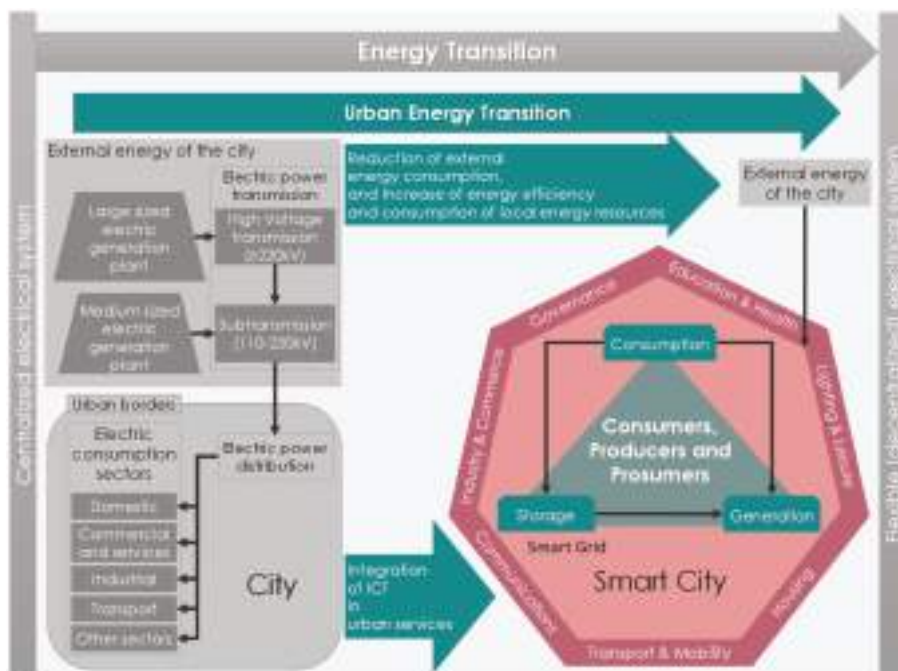 Energy Transition
Urban Energy Transition
Centralized electrical system
External energy of the city
Electric power
transmission
Large sized
electric
generation
plant
High Voltage
transmission
Medium sized
electric
generation
plant
Subtransmission
Reduction of external
energy consumption,
and Increase of energy efficiency
and consumption of local energy resources
External energy
of the city
Urban borders
Electric
consumption
sectors
Electric power
distribution
Domestic
Commercial
and services
Industrial
Transport
Other sectors
City
Integration
of ICT
in
urban services
Governance
Education & Health
Lighting & Leisure
Housing
Transport & Mobility
Communications
Industry & Commerce
Consumption
Consumers,
Producers and
Prosumers
Storage
Generation
Smart Grid
Smart City
Flexible (decentralized) electrical system